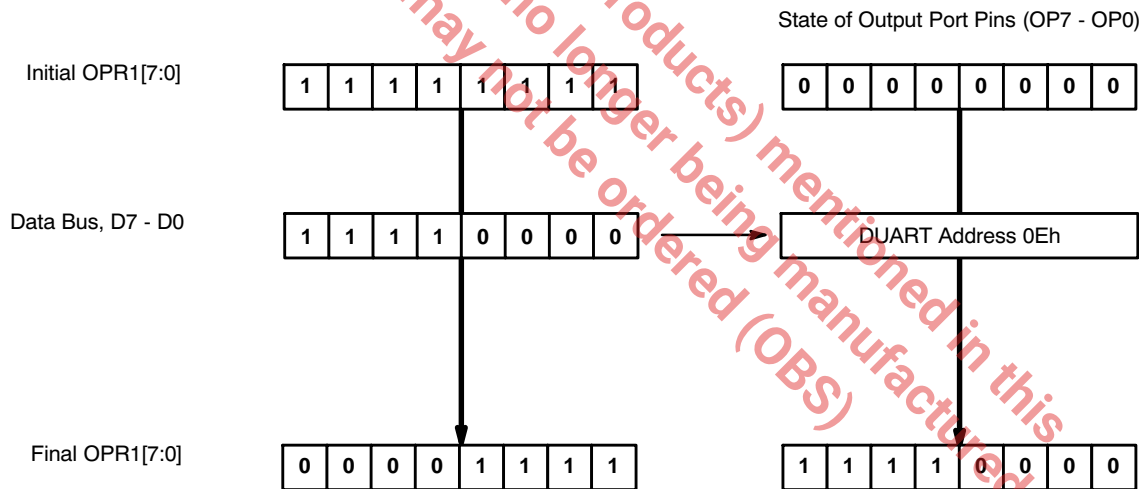 State of Output Port Pins (OP7 - OP0)
Initial OPR1[7:0]
1 1 1 1 1 1 1 1
0 0 0 0 0 0 0 0
Data Bus, D7 - D0
1 1 1 1 0 0 0 0
DUART Address 0Eh
Final OPR1[7:0]
0 0 0 0 1 1 1 1
1 1 1 1 0 0 0 0
roducts) mentioned in this
no longer being manufactured
may not be ordered (OBS)